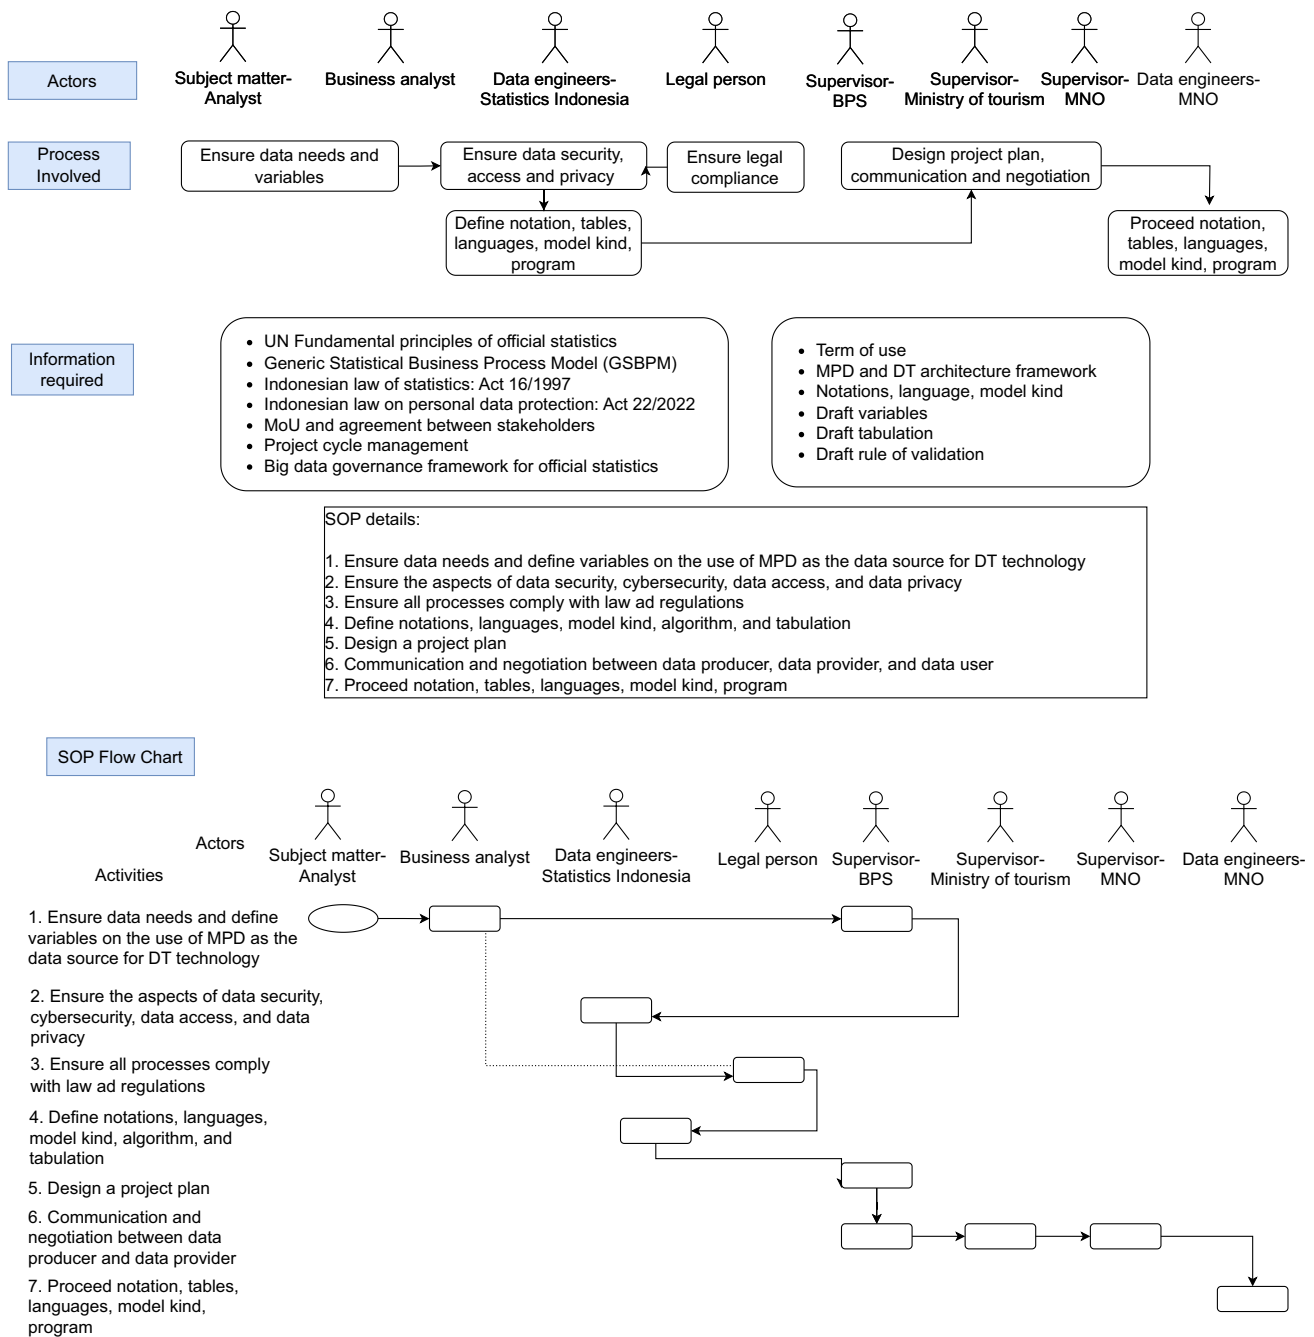 Actors
Subject matter-
Analyst
Business analyst
Data engineers-
Statistics Indonesia
Legal person
Supervisor-
BPS
Supervisor-
Ministry of tourism
Supervisor-
MNO
Data engineers-
MNO
Process
Involved
Ensure data needs and
variables
Ensure data security,
access and privacy
Ensure legal
compliance
Design project plan,
communication and negotiation
Define notation, tables,
languages, model kind,
program
Proceed notation,
tables, languages,
model kind, program
Information
required
• UN Fundamental principles of official statistics
• Generic Statistical Business Process Model (GSBPM)
• Indonesian law of statistics: Act 16/1997
• Indonesian law on personal data protection: Act 22/2022
• MoU and agreement between stakeholders
• Project cycle management
• Big data governance framework for official statistics
• Term of use
• MPD and DT architecture framework
• Notations, language, model kind
• Draft variables
• Draft tabulation
• Draft rule of validation
SOP details:
1. Ensure data needs and define variables on the use of MPD as the data source for DT technology
2. Ensure the aspects of data security, cybersecurity, data access, and data privacy
3. Ensure all processes comply with law ad regulations
4. Define notations, languages, model kind, algorithm, and tabulation
5. Design a project plan
6. Communication and negotiation between data producer, data provider, and data user
7. Proceed notation, tables, languages, model kind, program
SOP Flow Chart
Actors
Activities
Subject matter-
Analyst
Business analyst
Data engineers-
Statistics Indonesia
Legal person
Supervisor-
BPS
Supervisor-
Ministry of tourism
Supervisor-
MNO
Data engineers-
MNO
1. Ensure data needs and define
variables on the use of MPD as the
data source for DT technology
2. Ensure the aspects of data security,
cybersecurity, data access, and data
privacy
3. Ensure all processes comply
with law ad regulations
4. Define notations, languages,
model kind, algorithm, and
tabulation
5. Design a project plan
6. Communication and
negotiation between data
producer and data provider
7. Proceed notation, tables,
languages, model kind,
program